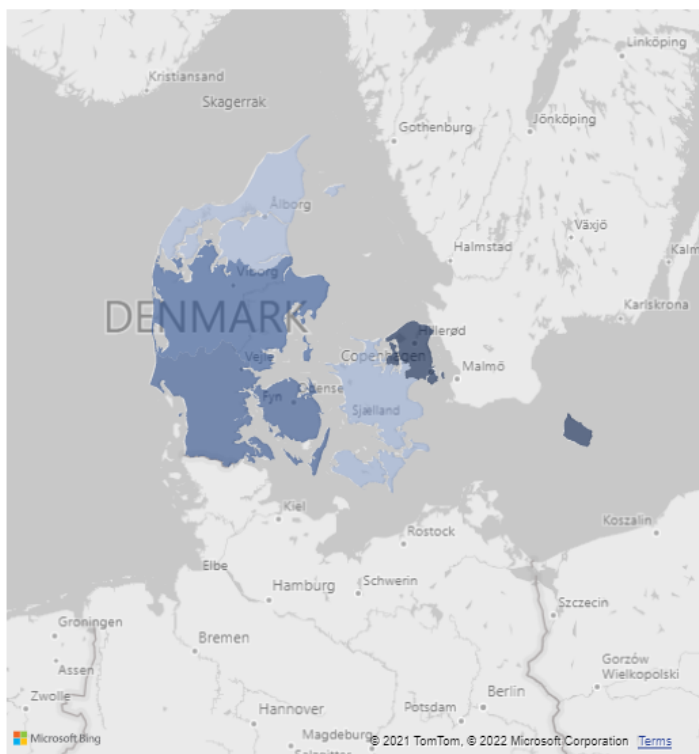 Linköping
Kristiansand
Skagerrak
Jönköping
Gothenburg
Växjö
Ålborg
Halmstad
Kalm
Viborg
Karlskrona
DENMARK
Hillerød
Vejle
Copenhagen
Malmö
Odense
Fyn
Sjælland
Kiel
Koszalin
Rostock
Elbe
Schwerin
Hamburg
Szczecin
Groningen
Bremen
Assen
Gorzów
Wielkopolski
Zwolle
Berlin
Hannover
Potsdam
Magdeburg
Microsoft Bing
© 2021 TomTom, © 2022 Microsoft Corporation Terms